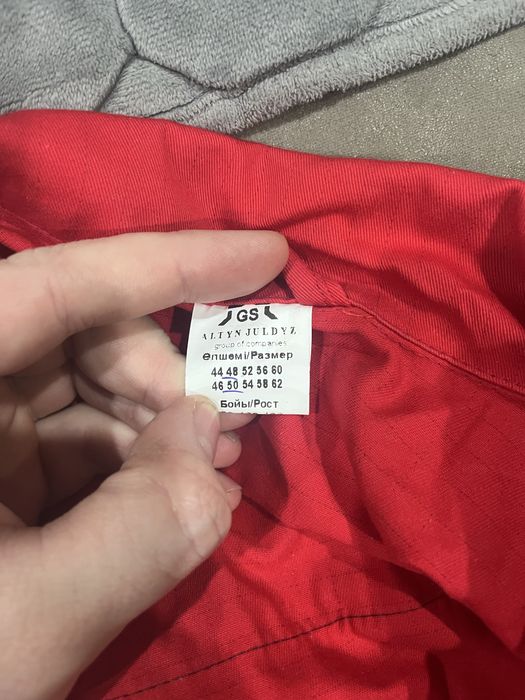 GS
ALTYN JULDYZ
group of companies
Өлшемі/Размер
44 48 52 56 60
46 50 54 58 62
Бойы/Рост